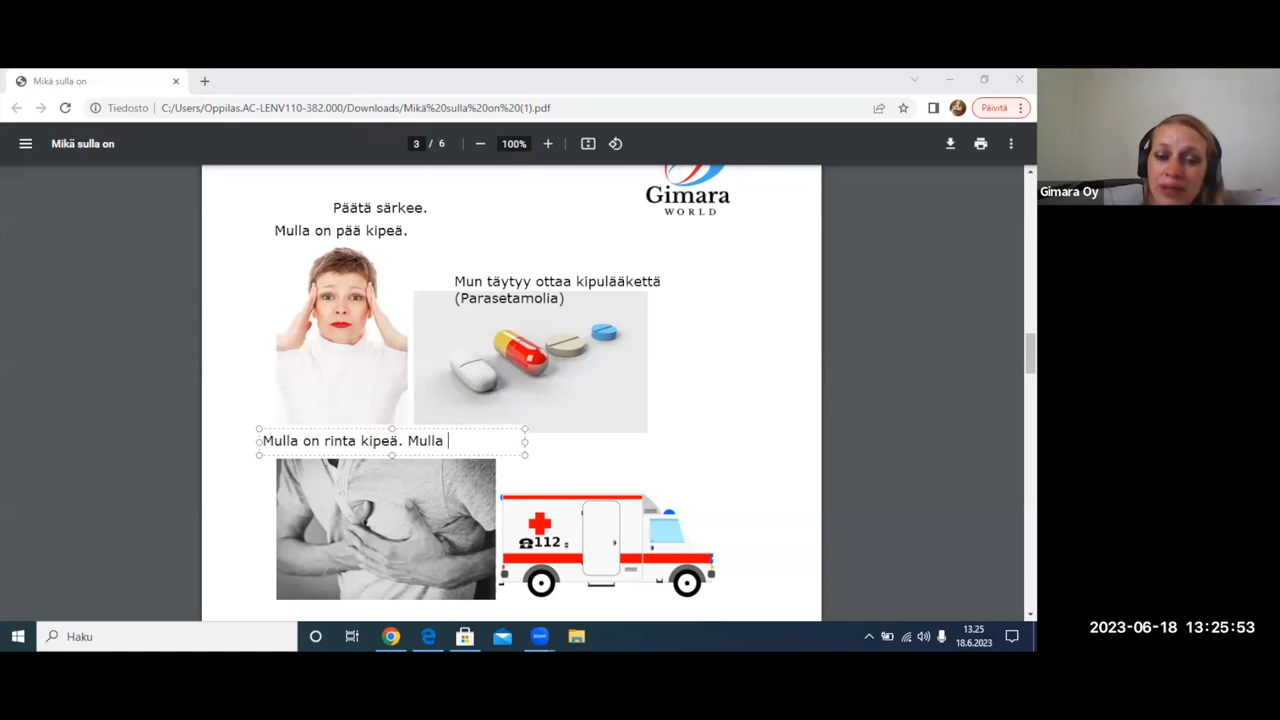 Mikä sulla on
Tiedosto
C:/Users/Oppilas.AC-LENV110-382.000/Downloads/Mikä%20sulla%20on%20(1).pdf
Päivitä
Mikä sulla on
3 / 6
100%
Gimara
WORLD
Päätä särkee.
Mulla on pää kipeä.
Mun täytyy ottaa kipulääkettä
(Parasetamolia)
Mulla on rinta kipeä. Mulla
112
Gimara Oy
Haku
zoom
13.25
18.6.2023
2023-06-18 13:25:53